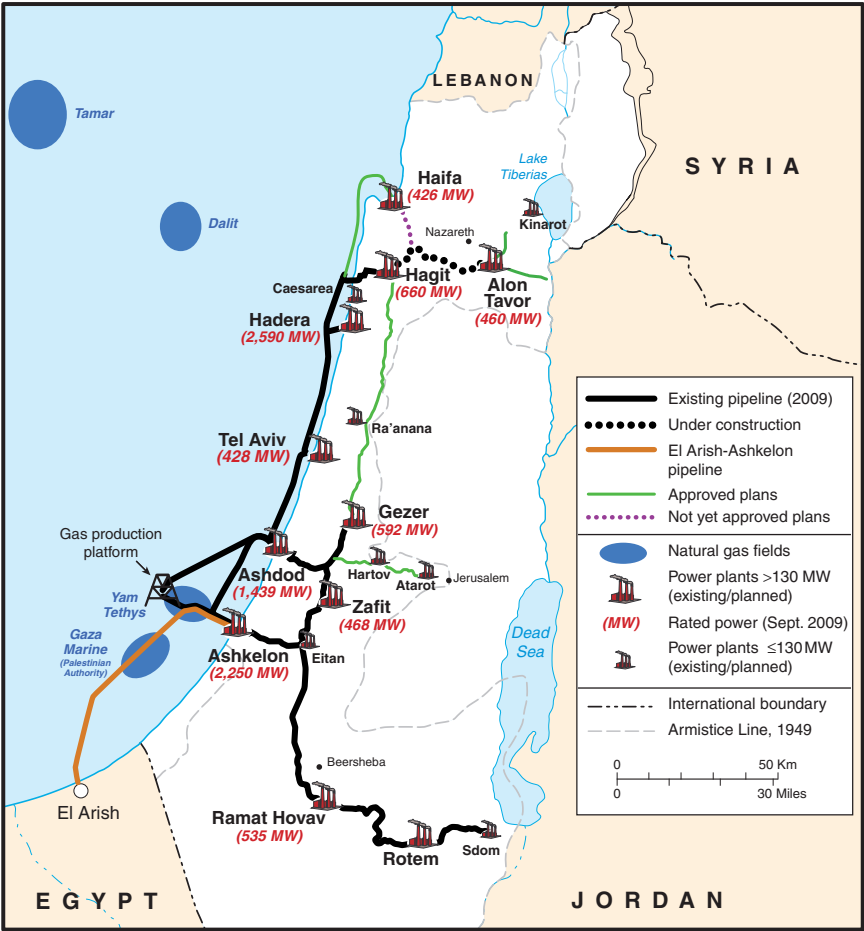 LEBANON
Tamar
SYRIA
Lake
Tiberias
Haifa
(426 MW)
Kinarot
Dalit
Nazareth
Hagit
(660 MW)
Alon
Tavor
(460 MW)
Caesarea
Hadera
(2,590 MW)
Existing pipeline (2009)
Under construction
El Arish-Ashkelon
pipeline
Approved plans
Not yet approved plans
Natural gas fields
Power plants >130 MW
(existing/planned)
(MW)
Rated power (Sept. 2009)
Power plants ≤130 MW
(existing/planned)
International boundary
Armistice Line, 1949
0
50 Km
0
30 Miles
Ra'anana
Tel Aviv
(428 MW)
Gezer
(592 MW)
Gas production
platform
Ashdod
(1,439 MW)
Hartov
Atarot
Jerusalem
Yam
Tethys
Zafit
(468 MW)
Gaza
Marine
(Palestinian
Authority)
Ashkelon
(2,250 MW)
Eitan
Dead
Sea
Beersheba
El Arish
Ramat Hovav
(535 MW)
Rotem
Sdom
EGYPT
JORDAN